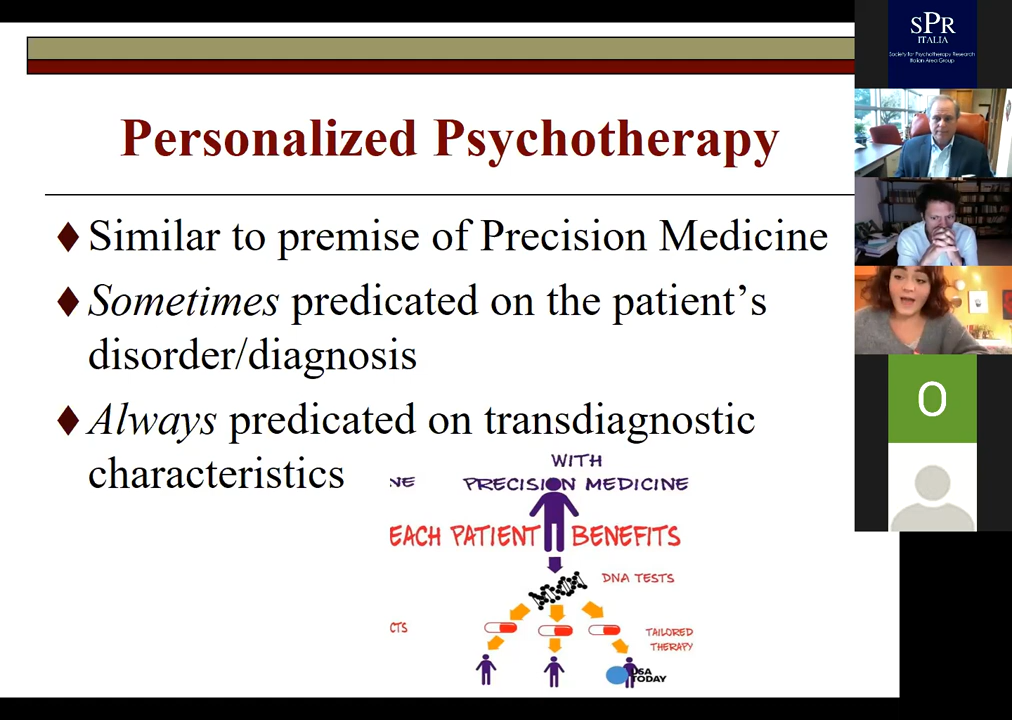 SPR
ITALIA
Society for Psychotherapy Research
Italian Area Group
Personalized Psychotherapy
Similar to premise of Precision Medicine
Sometimes predicated on the patient’s
disorder/diagnosis
Always predicated on transdiagnostic
characteristics
WITH
NE PRECISION MEDICINE
EACH PATIENT BENEFITS
DNA TESTS
CTS
TAILORED
THERAPY
USA
TODAY
O